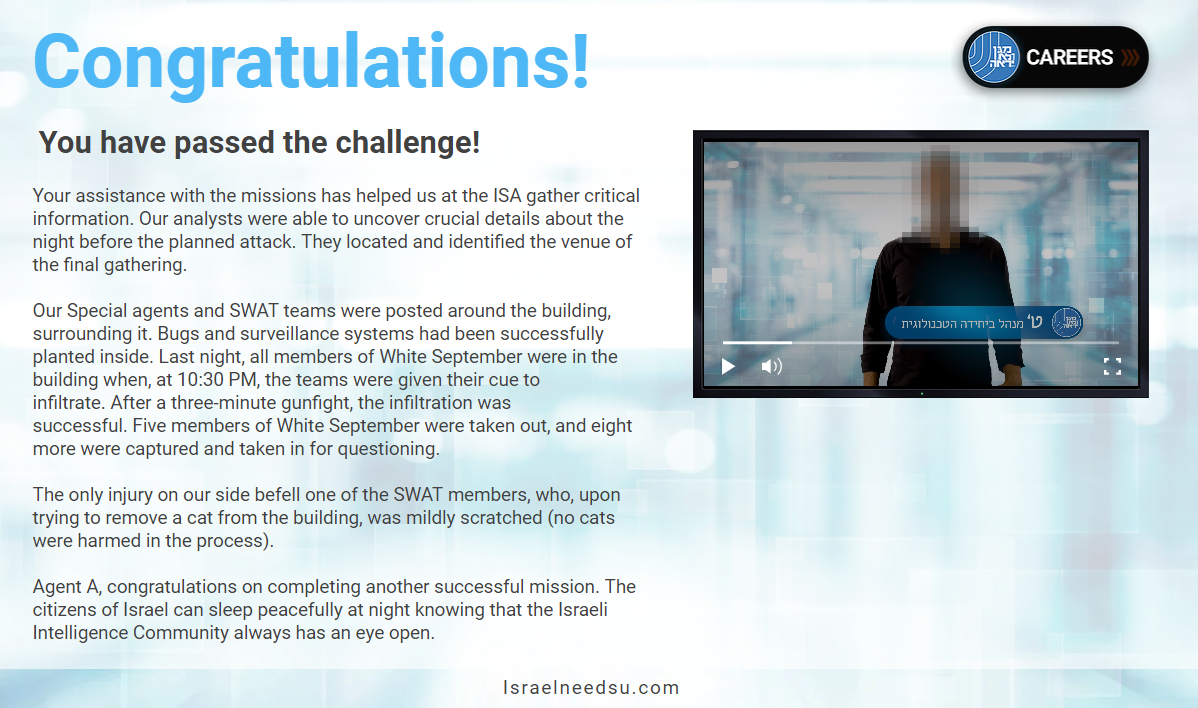 Congratulations!
CAREERS
You have passed the challenge!
Your assistance with the missions has helped us at the ISA gather critical
information. Our analysts were able to uncover crucial details about the
night before the planned attack. They located and identified the venue of
the final gathering.
Our Special agents and SWAT teams were posted around the building,
surrounding it. Bugs and surveillance systems had been successfully
planted inside. Last night, all members of White September were in the
building when, at 10:30 PM, the teams were given their cue to
infiltrate. After a three-minute gunfight, the infiltration was
successful. Five members of White September were taken out, and eight
more were captured and taken in for questioning.
The only injury on our side befell one of the SWAT members, who, upon
trying to remove a cat from the building, was mildly scratched (no cats
were harmed in the process).
Agent A, congratulations on completing another successful mission. The
citizens of Israel can sleep peacefully at night knowing that the Israeli
Intelligence Community always has an eye open.
ט' מנהל ביחידה הטכנולוגית
Israelneedsu.com